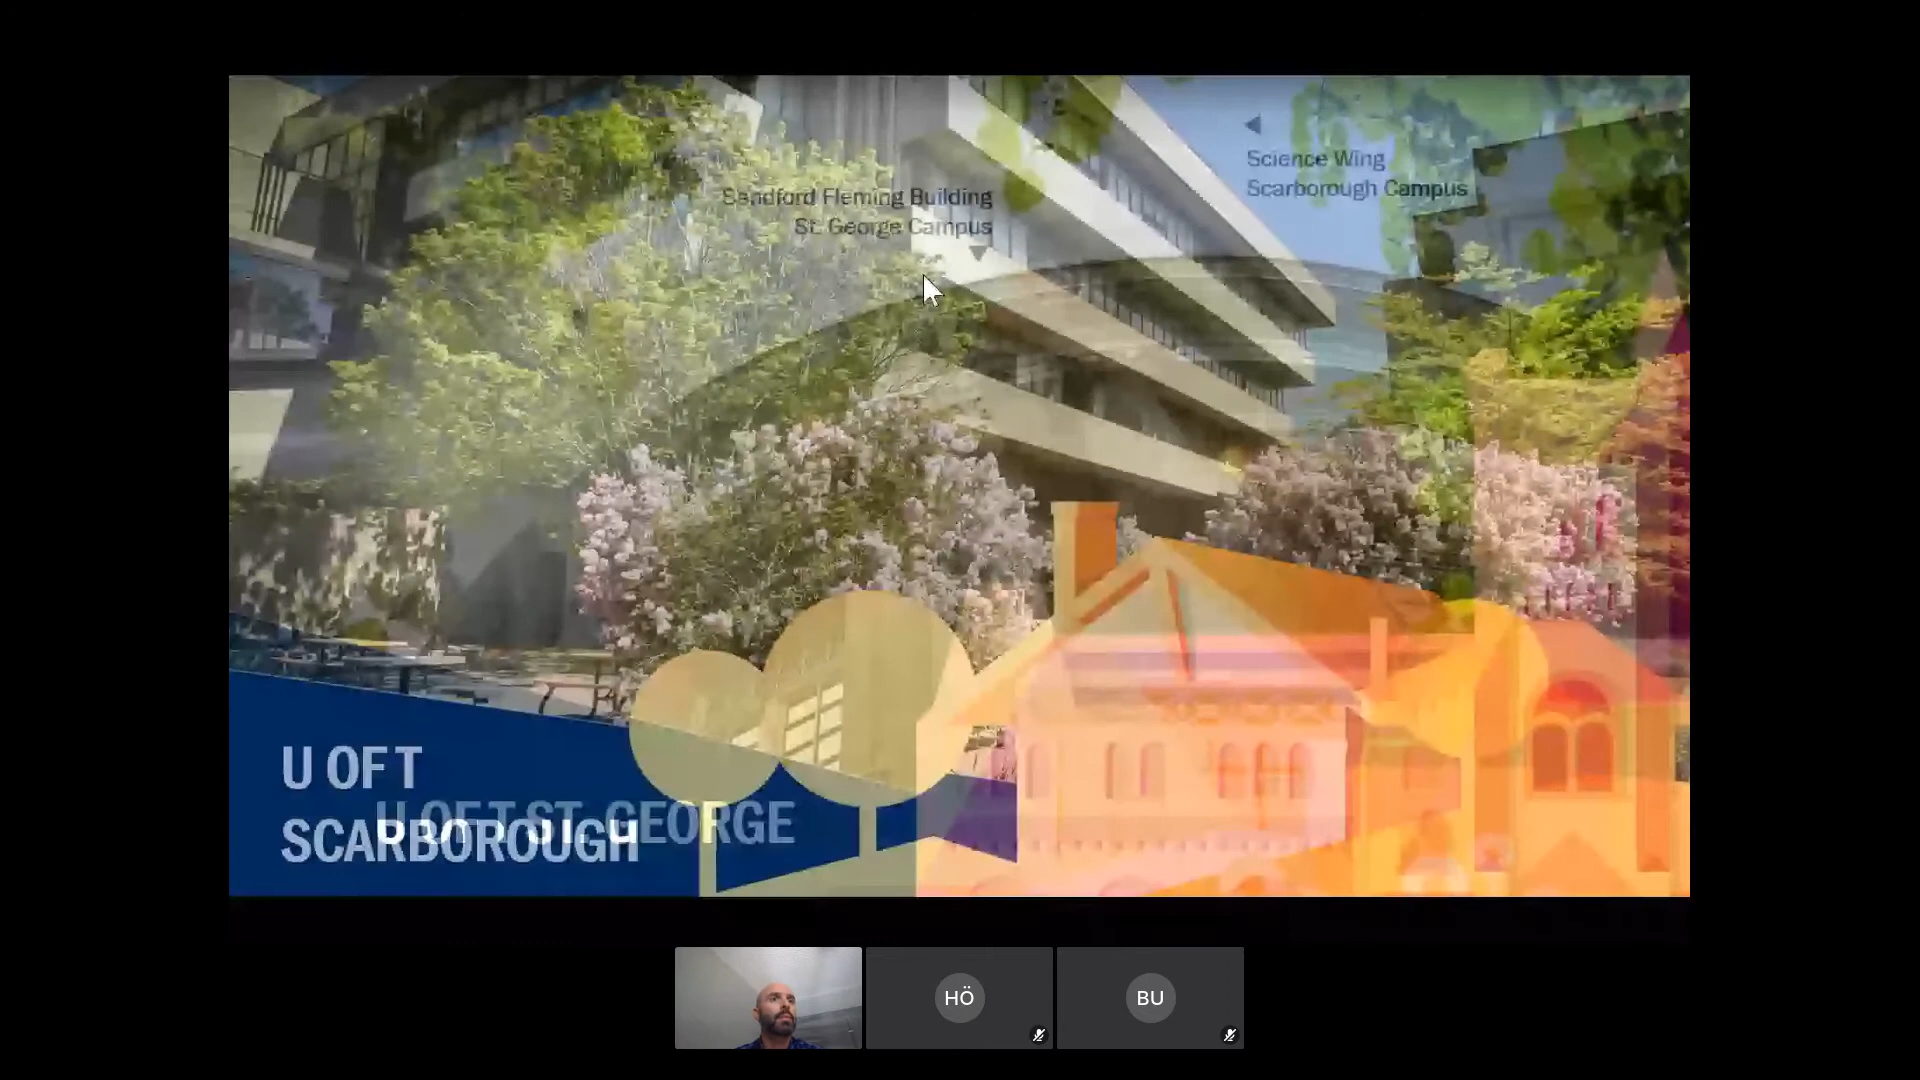 Science Wing
Scarborough Campus
Sandford Fleming Building
St. George Campus
U OF T
SCARBOROUGH
U OF T ST. GEORGE
HÖ
BU